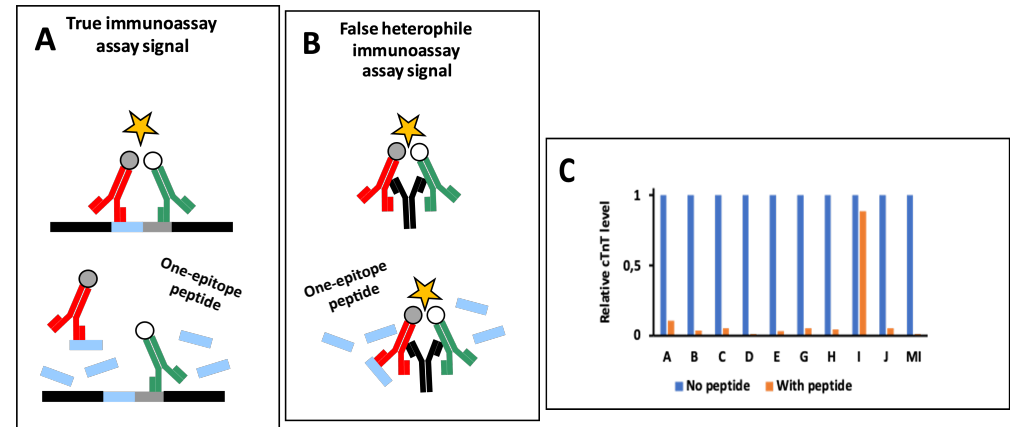 A
True immunoassay
assay signal
One-epitope
peptide
B
False heterophile
immunoassay
assay signal
One-epitope
peptide
C
Relative cTnT level
1
0,5
0
A B C D E G H I J MI
No peptide With peptide